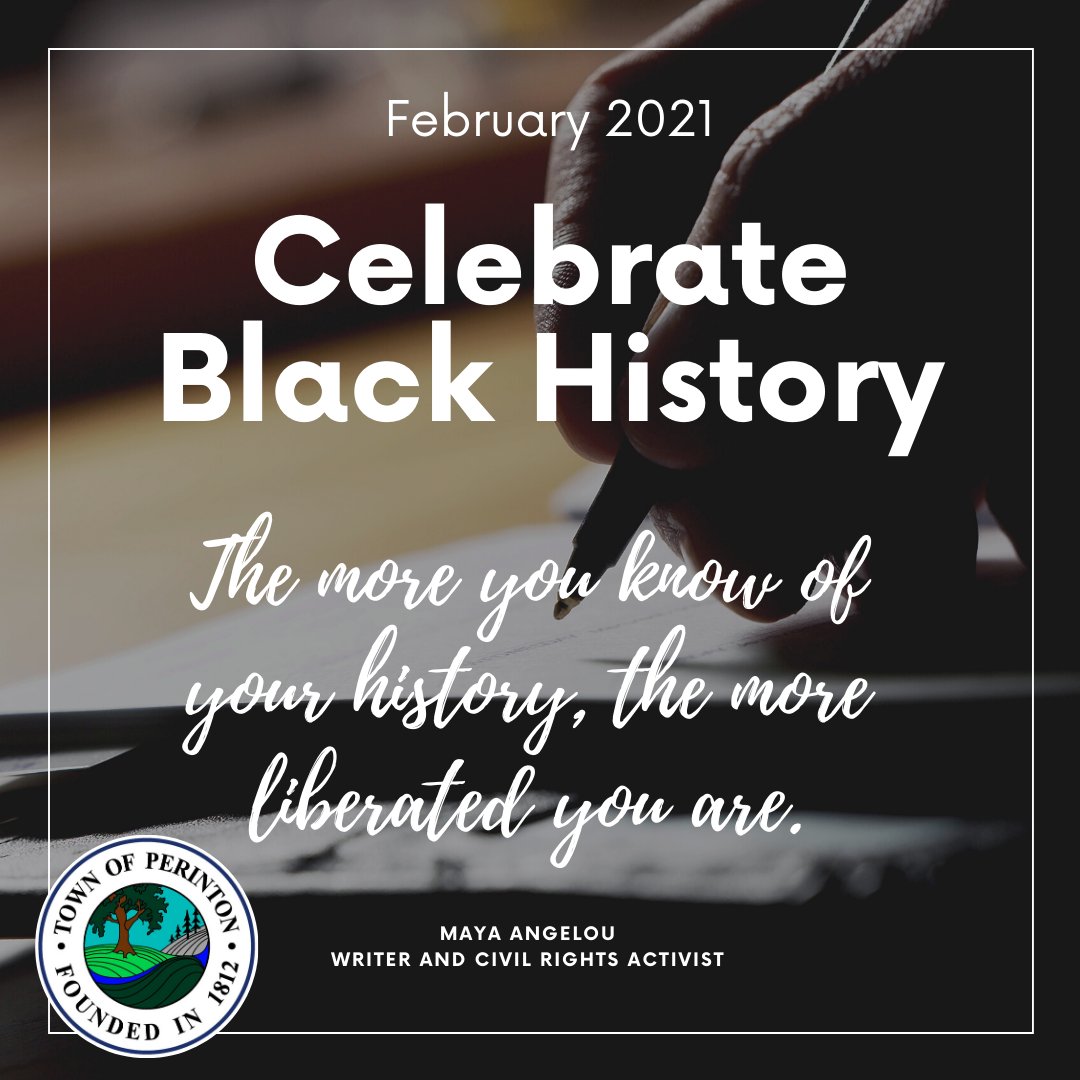 February 2021
Celebrate
Black History
The more you know of
your history, the more
liberated you are.
MAYA ANGELOU
WRITER AND CIVIL RIGHTS ACTIVIST
· TOWN OF PERINTON ·
FOUNDED IN 1812